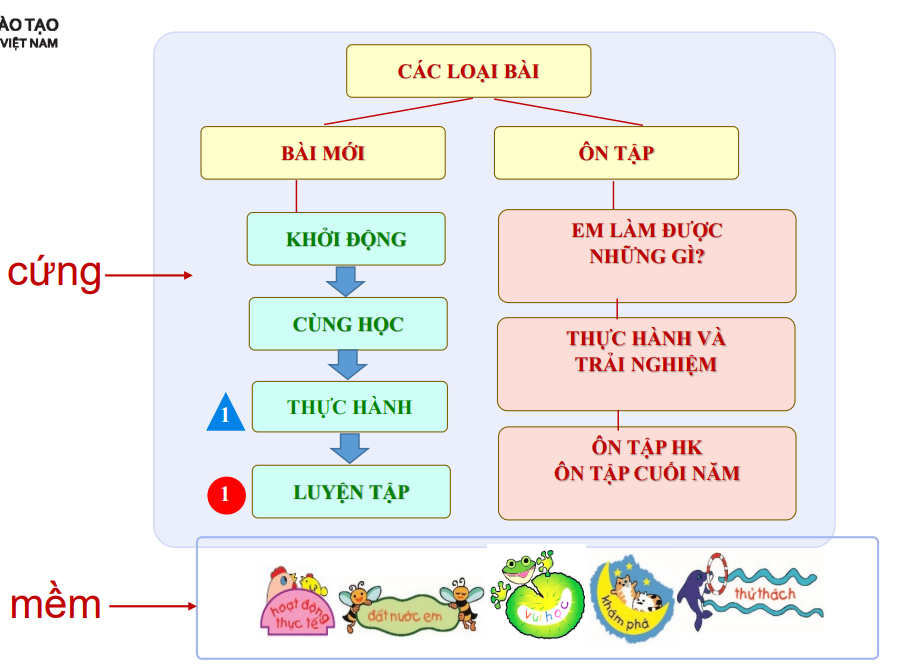 ÀO TẠO
VIỆT NAM
CÁC LOẠI BÀI
BÀI MỚI
ÔN TẬP
KHỞI ĐỘNG
EM LÀM ĐƯỢC
NHỮNG GÌ?
cứng
CÙNG HỌC
THỰC HÀNH VÀ
TRẢI NGHIỆM
1
THỰC HÀNH
ÔN TẬP HK
ÔN TẬP CUỐI NĂM
1
LUYỆN TẬP
mềm
hoạt động
thực tế
đất nước em
vui học
khám phá
thử thách